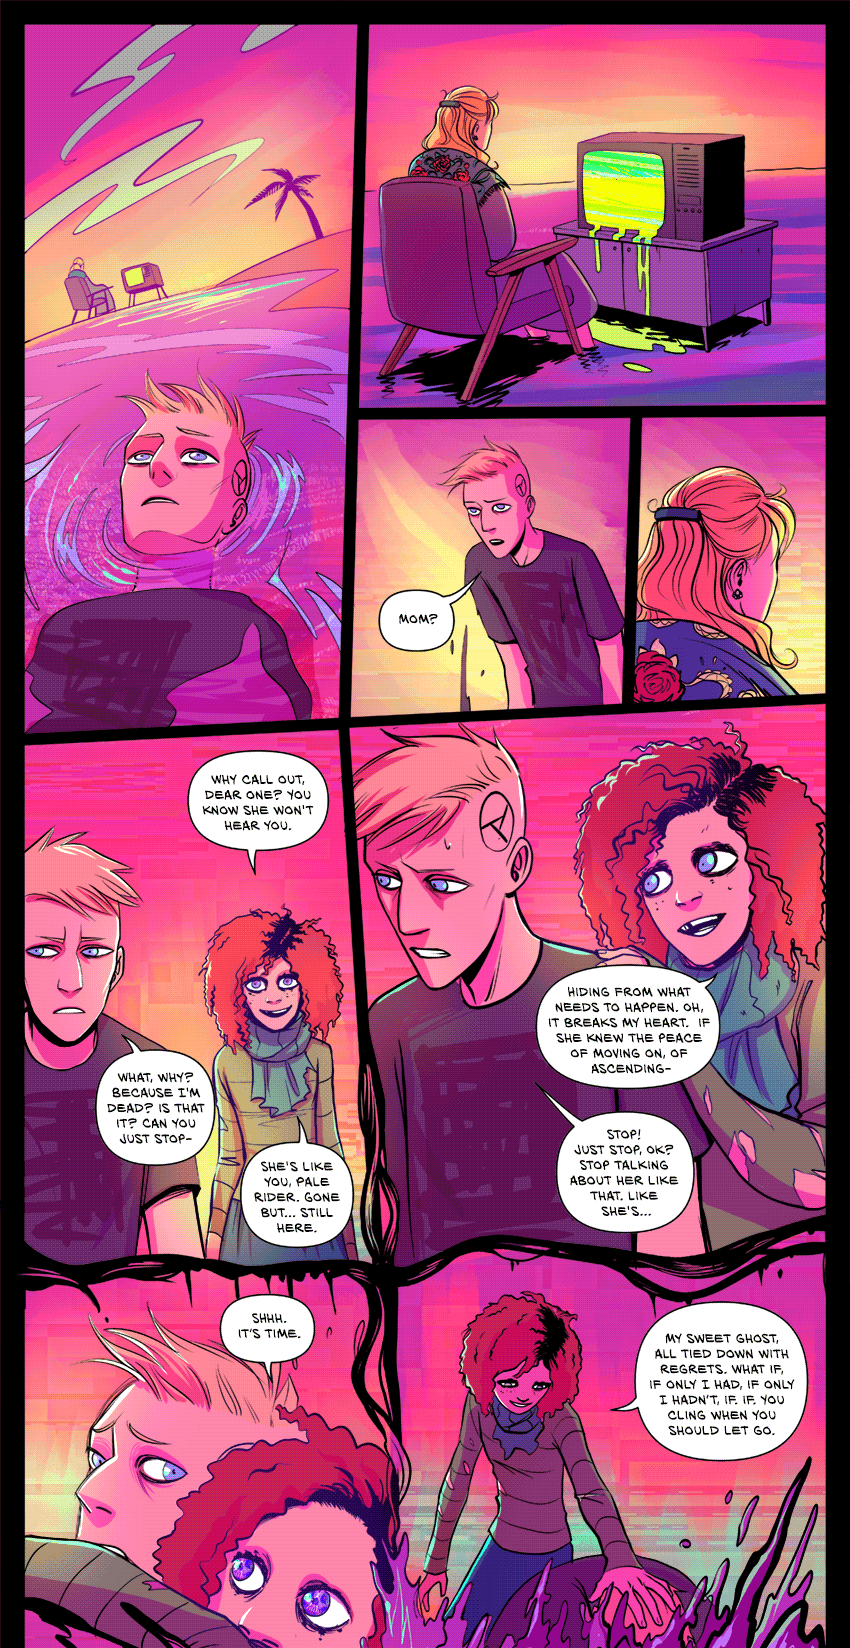 MOM?
WHY CALL OUT,
DEAR ONE? YOU
KNOW SHE WON'T
HEAR YOU.
WHAT, WHY?
BECAUSE I'M
DEAD? IS THAT
IT? CAN YOU
JUST STOP-
SHE'S LIKE
YOU, PALE
RIDER. GONE
BUT... STILL
HERE.
HIDING FROM WHAT
NEEDS TO HAPPEN. OH,
IT BREAKS MY HEART. IF
SHE KNEW THE PEACE
OF MOVING ON, OF
ASCENDING-
STOP!
JUST STOP, OK?
STOP TALKING
ABOUT HER LIKE
THAT. LIKE
SHE'S...
SHHH.
IT'S TIME.
MY SWEET GHOST,
ALL TIED DOWN WITH
REGRETS. WHAT IF,
IF ONLY I HAD, IF ONLY
I HADN'T, IF. IF. YOU
CLING WHEN YOU
SHOULD LET GO.